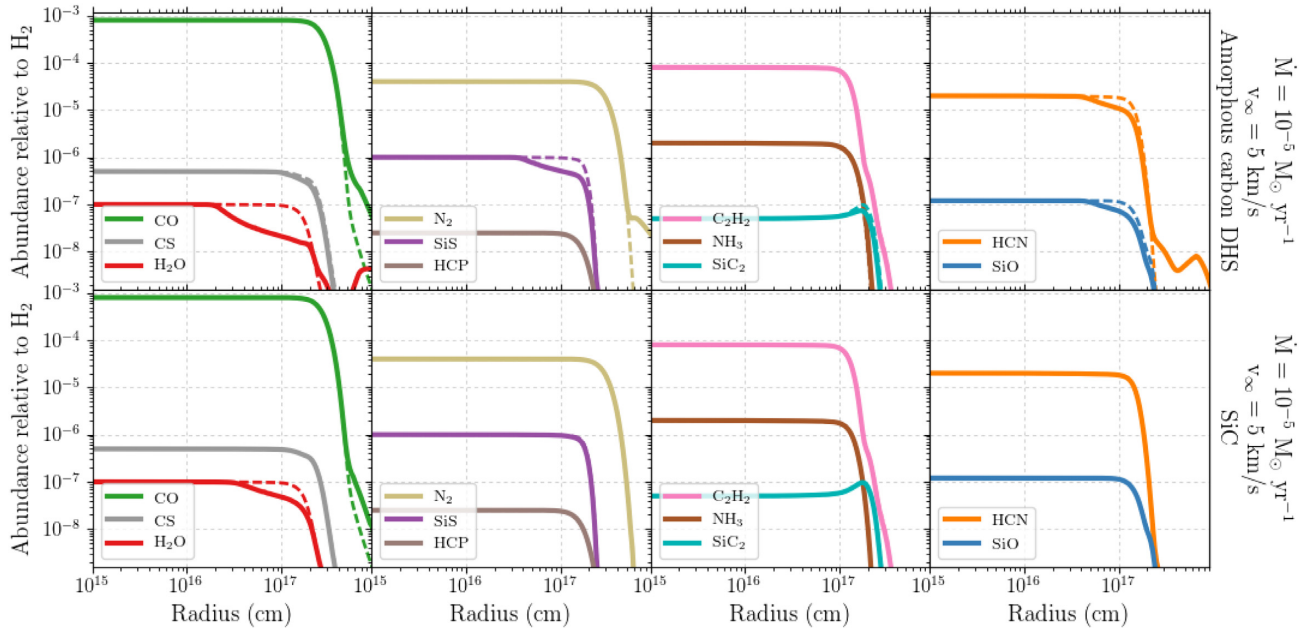 Abundance relative to H₂
10⁻³
10⁻⁴
10⁻⁵
10⁻⁶
10⁻⁷
10⁻⁸
10⁻³
CO
CS
H₂O
N₂
SiS
HCP
C₂H₂
NH₃
SiC₂
HCN
SiO
Ṁ = 10⁻⁵ M⊙ yr⁻¹
v∞ = 5 km/s
Amorphous carbon DHS
Abundance relative to H₂
10⁻⁴
10⁻⁵
10⁻⁶
10⁻⁷
10⁻⁸
CO
CS
H₂O
N₂
SiS
HCP
C₂H₂
NH₃
SiC₂
HCN
SiO
Ṁ = 10⁻⁵ M⊙ yr⁻¹
v∞ = 5 km/s
SiC
10¹⁵ 10¹⁶ 10¹⁷ 10¹⁵ 10¹⁶ 10¹⁷ 10¹⁵ 10¹⁶ 10¹⁷ 10¹⁵ 10¹⁶ 10¹⁷
Radius (cm) Radius (cm) Radius (cm) Radius (cm)